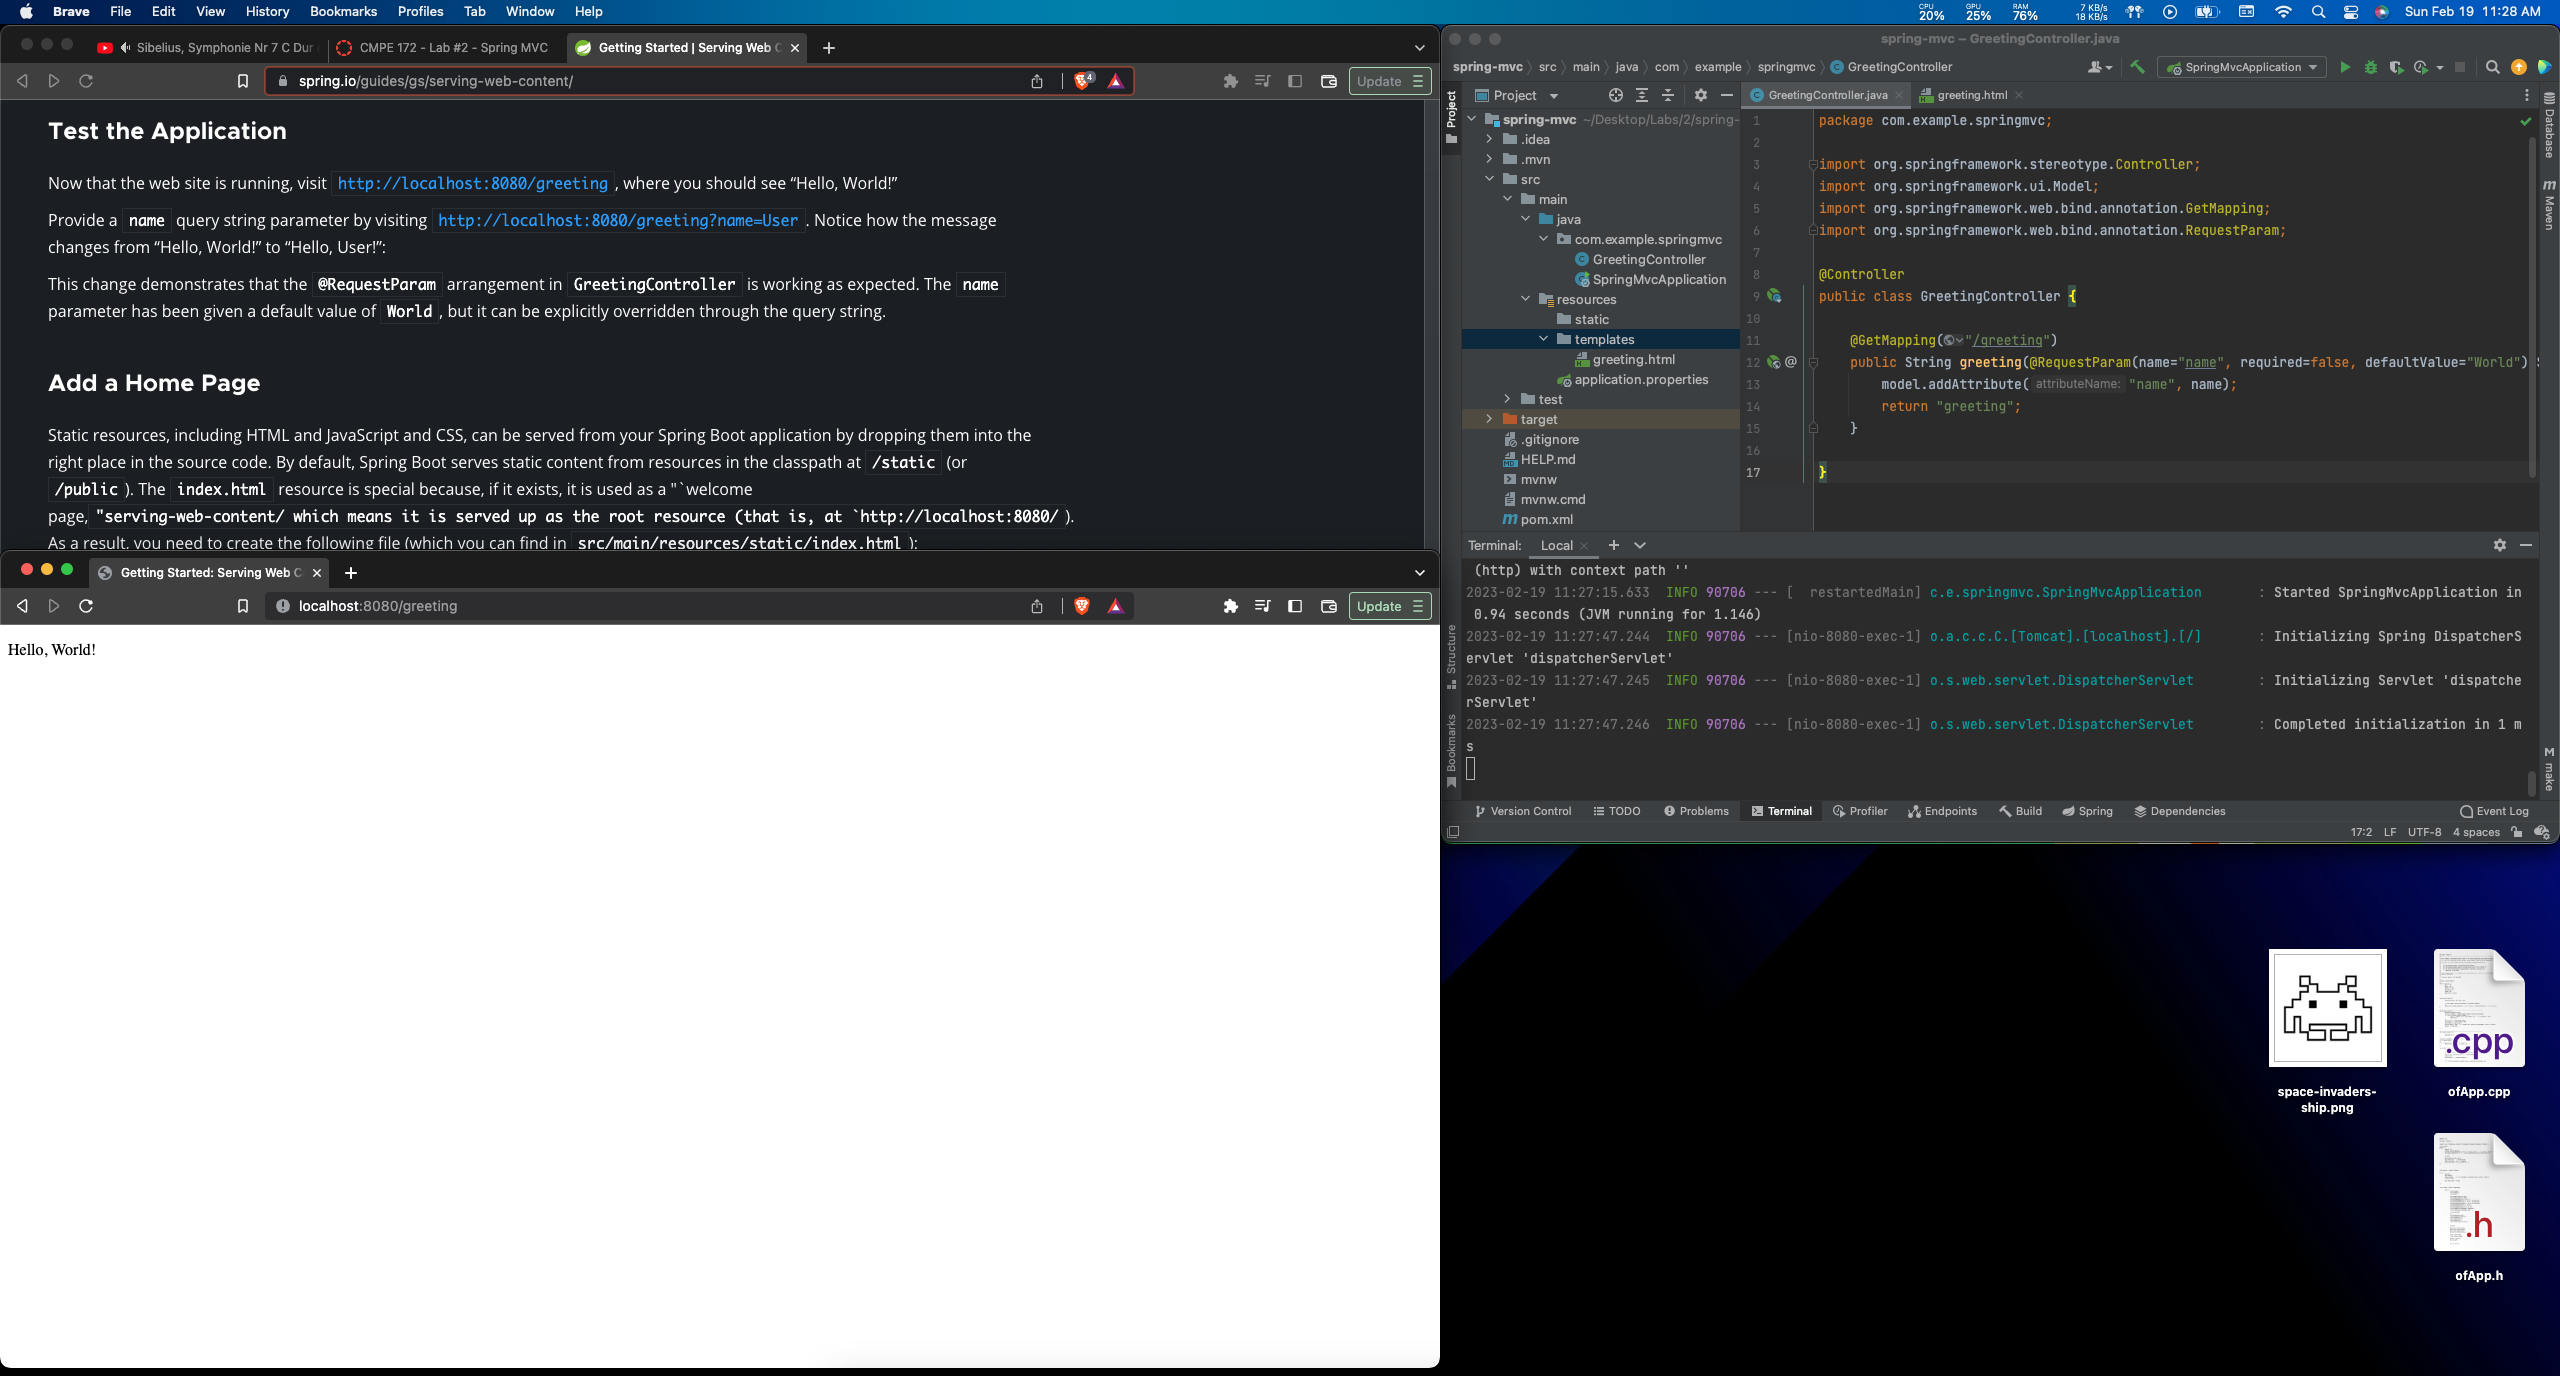 Brave File Edit View History Bookmarks Profiles Tab Window Help
CPU 20% GPU 25% RAM 76% 7 KB/s 18 KB/s Sun Feb 19 11:28 AM
Sibelius, Symphonie Nr 7 C Dur CMPE 172 - Lab #2 - Spring MVC Getting Started | Serving Web C
spring.io/guides/gs/serving-web-content/ 4 Update
Test the Application
Now that the web site is running, visit http://localhost:8080/greeting , where you should see “Hello, World!”
Provide a name query string parameter by visiting http://localhost:8080/greeting?name=User . Notice how the message
changes from “Hello, World!” to “Hello, User!”:
This change demonstrates that the @RequestParam arrangement in GreetingController is working as expected. The name
parameter has been given a default value of World , but it can be explicitly overridden through the query string.
Add a Home Page
Static resources, including HTML and JavaScript and CSS, can be served from your Spring Boot application by dropping them into the
right place in the source code. By default, Spring Boot serves static content from resources in the classpath at /static (or
/public ). The index.html resource is special because, if it exists, it is used as a "`welcome
page, "serving-web-content/ which means it is served up as the root resource (that is, at `http://localhost:8080/ ).
As a result, you need to create the following file (which you can find in src/main/resources/static/index.html ):
Getting Started: Serving Web C
localhost:8080/greeting Update
Hello, World!
spring-mvc – GreetingController.java
spring-mvc src main java com example springmvc GreetingController SpringMvcApplication
Project
Project
spring-mvc ~/Desktop/Labs/2/spring-
.idea
.mvn
src
main
java
com.example.springmvc
GreetingController
SpringMvcApplication
resources
static
templates
greeting.html
application.properties
test
target
.gitignore
HELP.md
mvnw
mvnw.cmd
pom.xml
GreetingController.java greeting.html
1 package com.example.springmvc;
2
3 import org.springframework.stereotype.Controller;
4 import org.springframework.ui.Model;
5 import org.springframework.web.bind.annotation.GetMapping;
6 import org.springframework.web.bind.annotation.RequestParam;
7
8 @Controller
9 public class GreetingController {
10
11 @GetMapping("/greeting")
12 public String greeting(@RequestParam(name="name", required=false, defaultValue="World")
13 model.addAttribute( attributeName: "name", name);
14 return "greeting";
15 }
16
17 }
Database
Maven
make
Structure
Bookmarks
Terminal: Local
(http) with context path ''
2023-02-19 11:27:15.633 INFO 90706 --- [ restartedMain] c.e.springmvc.SpringMvcApplication : Started SpringMvcApplication in
0.94 seconds (JVM running for 1.146)
2023-02-19 11:27:47.244 INFO 90706 --- [nio-8080-exec-1] o.a.c.c.C.[Tomcat].[localhost].[/] : Initializing Spring DispatcherS
ervlet 'dispatcherServlet'
2023-02-19 11:27:47.245 INFO 90706 --- [nio-8080-exec-1] o.s.web.servlet.DispatcherServlet : Initializing Servlet 'dispatche
rServlet'
2023-02-19 11:27:47.246 INFO 90706 --- [nio-8080-exec-1] o.s.web.servlet.DispatcherServlet : Completed initialization in 1 m
s
Version Control TODO Problems Terminal Profiler Endpoints Build Spring Dependencies Event Log
17:2 LF UTF-8 4 spaces
space-invaders-
ship.png
.cpp
ofApp.cpp
.h
ofApp.h